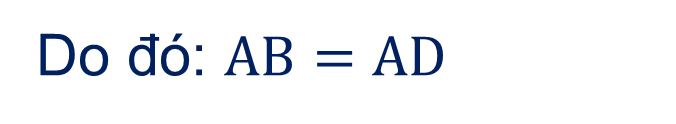 Do đó: AB = AD